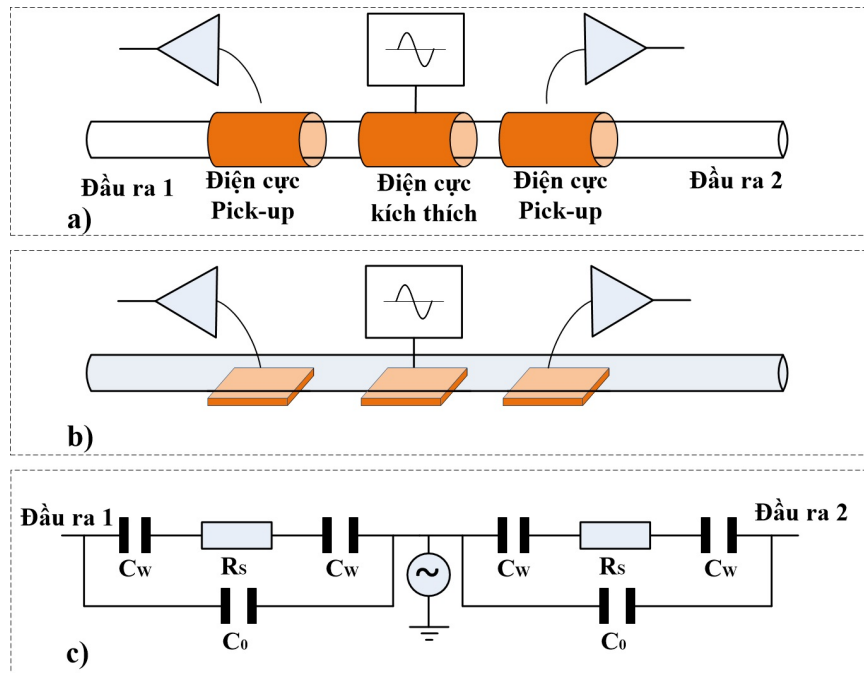 Đầu ra 1
Điện cực
Pick-up
Điện cực
kích thích
Điện cực
Pick-up
Đầu ra 2
a)
b)
Đầu ra 1
Đầu ra 2
CW
RS
CW
CW
RS
CW
~
C0
C0
c)